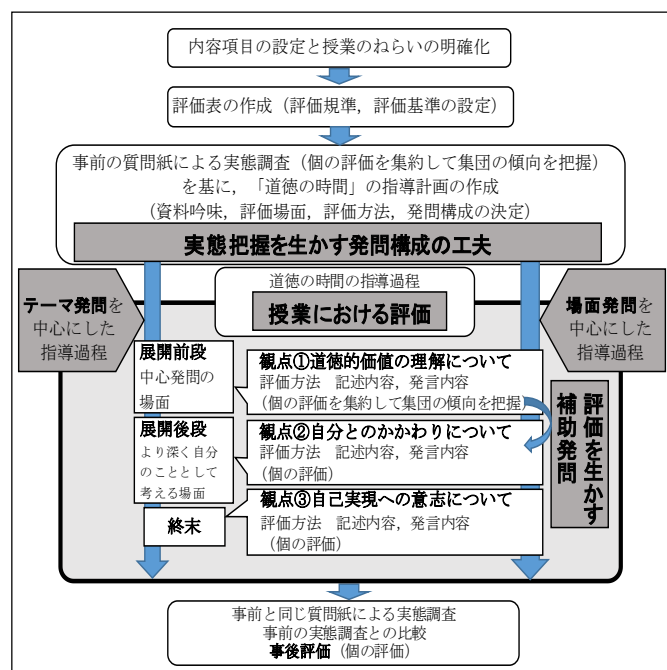 内容項目の設定と授業のねらいの明確化
評価表の作成（評価規準，評価基準の設定）
事前の質問紙による実態調査（個の評価を集約して集団の傾向を把握）
を基に，「道徳の時間」の指導計画の作成
（資料吟味，評価場面，評価方法，発問構成の決定）
実態把握を生かす発問構成の工夫
テーマ発問を
中心にした
指導過程
道徳の時間の指導過程
授業における評価
場面発問を
中心にした
指導過程
展開前段
中心発問の
場面
観点①道徳的価値の理解について
評価方法 記述内容，発言内容
（個の評価を集約して集団の傾向を把握）
展開後段
より深く自分
のこととして
考える場面
観点②自分とのかかわりについて
評価方法 記述内容，発言内容
（個の評価）
評価を生かす
補助発問
終末
観点③自己実現への意志について
評価方法 記述内容，発言内容
（個の評価）
事前と同じ質問紙による実態調査
事前の実態調査との比較
事後評価（個の評価）